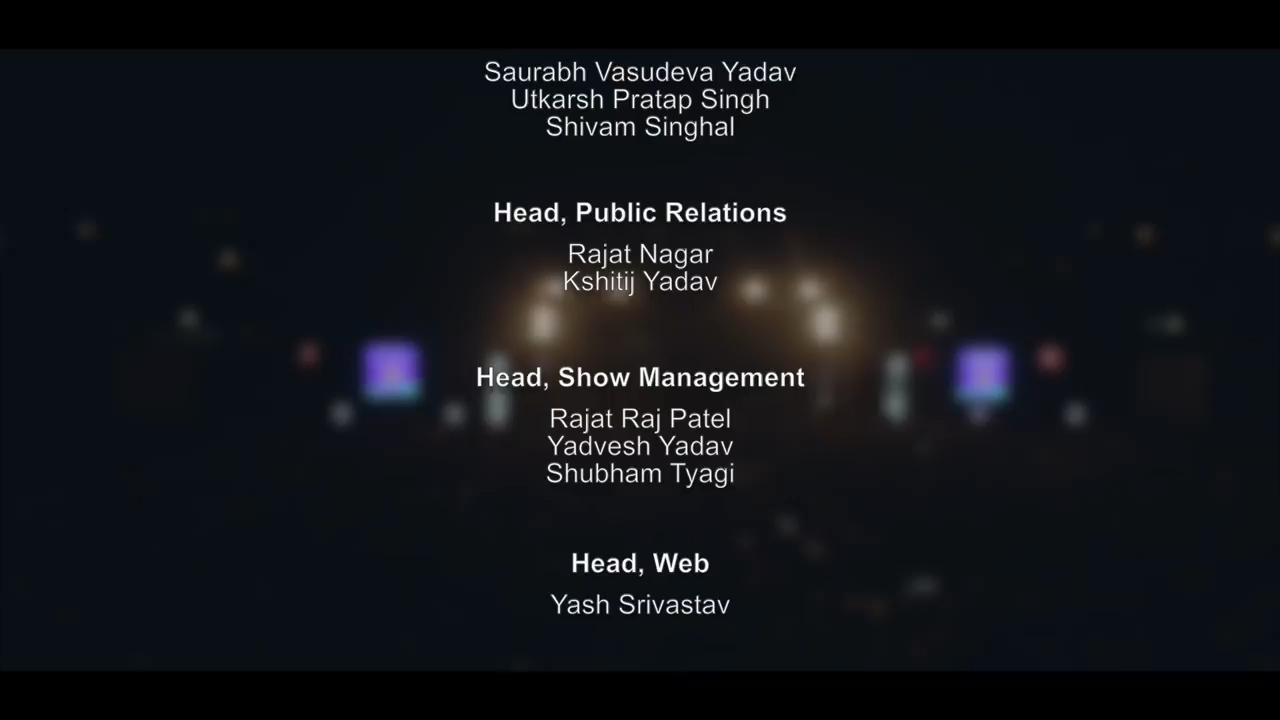 Saurabh Vasudeva Yadav
Utkarsh Pratap Singh
Shivam Singhal
Head, Public Relations
Rajat Nagar
Kshitij Yadav
Head, Show Management
Rajat Raj Patel
Yadvesh Yadav
Shubham Tyagi
Head, Web
Yash Srivastav